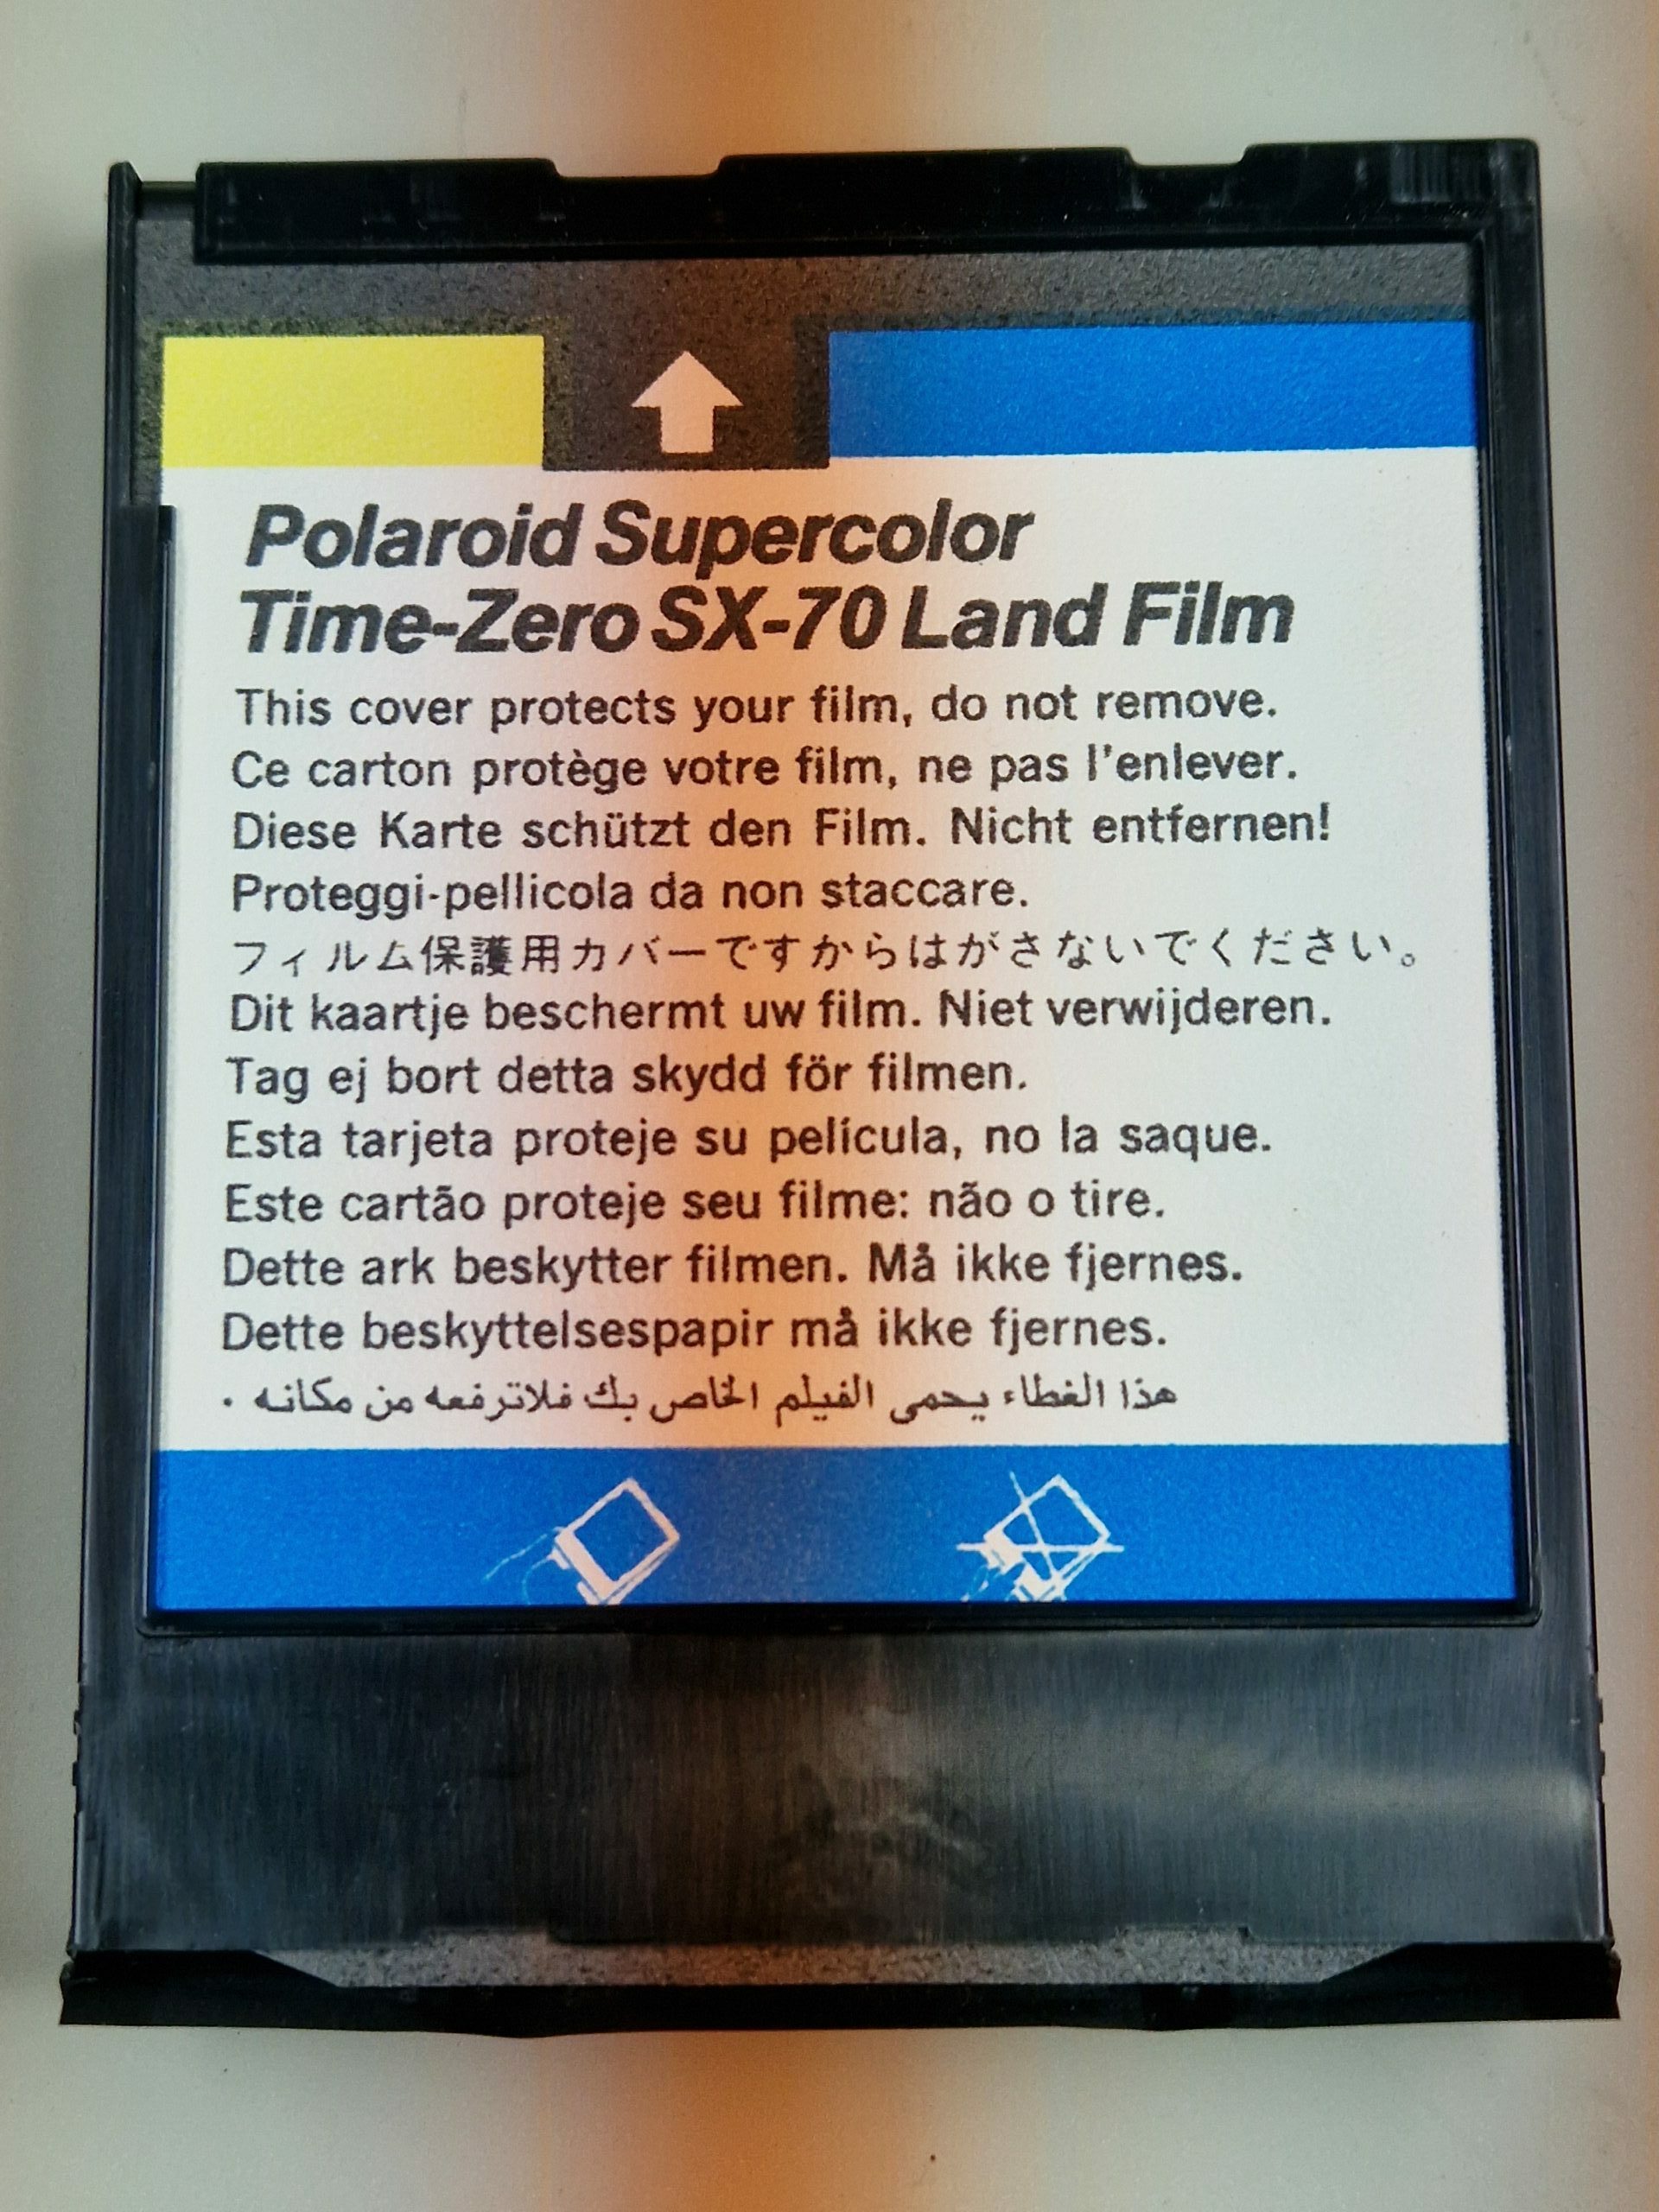 Polaroid Supercolor
Time-Zero SX-70 Land Film
This cover protects your film, do not remove.
Ce carton protège votre film, ne pas l'enlever.
Diese Karte schützt den Film. Nicht entfernen!
Proteggi-pellicola da non staccare.
フィルム保護用カバーですからはがさないでください。
Dit kaartje beschermt uw film. Niet verwijderen.
Tag ej bort detta skydd för filmen.
Esta tarjeta proteje su película, no la saque.
Este cartão proteje seu filme: não o tire.
Dette ark beskytter filmen. Må ikke fjernes.
Dette beskyttelsespapir må ikke fjernes.
هذا الغطاء يحمى الفيلم الخاص بك فلاترفعه من مكانه ٠